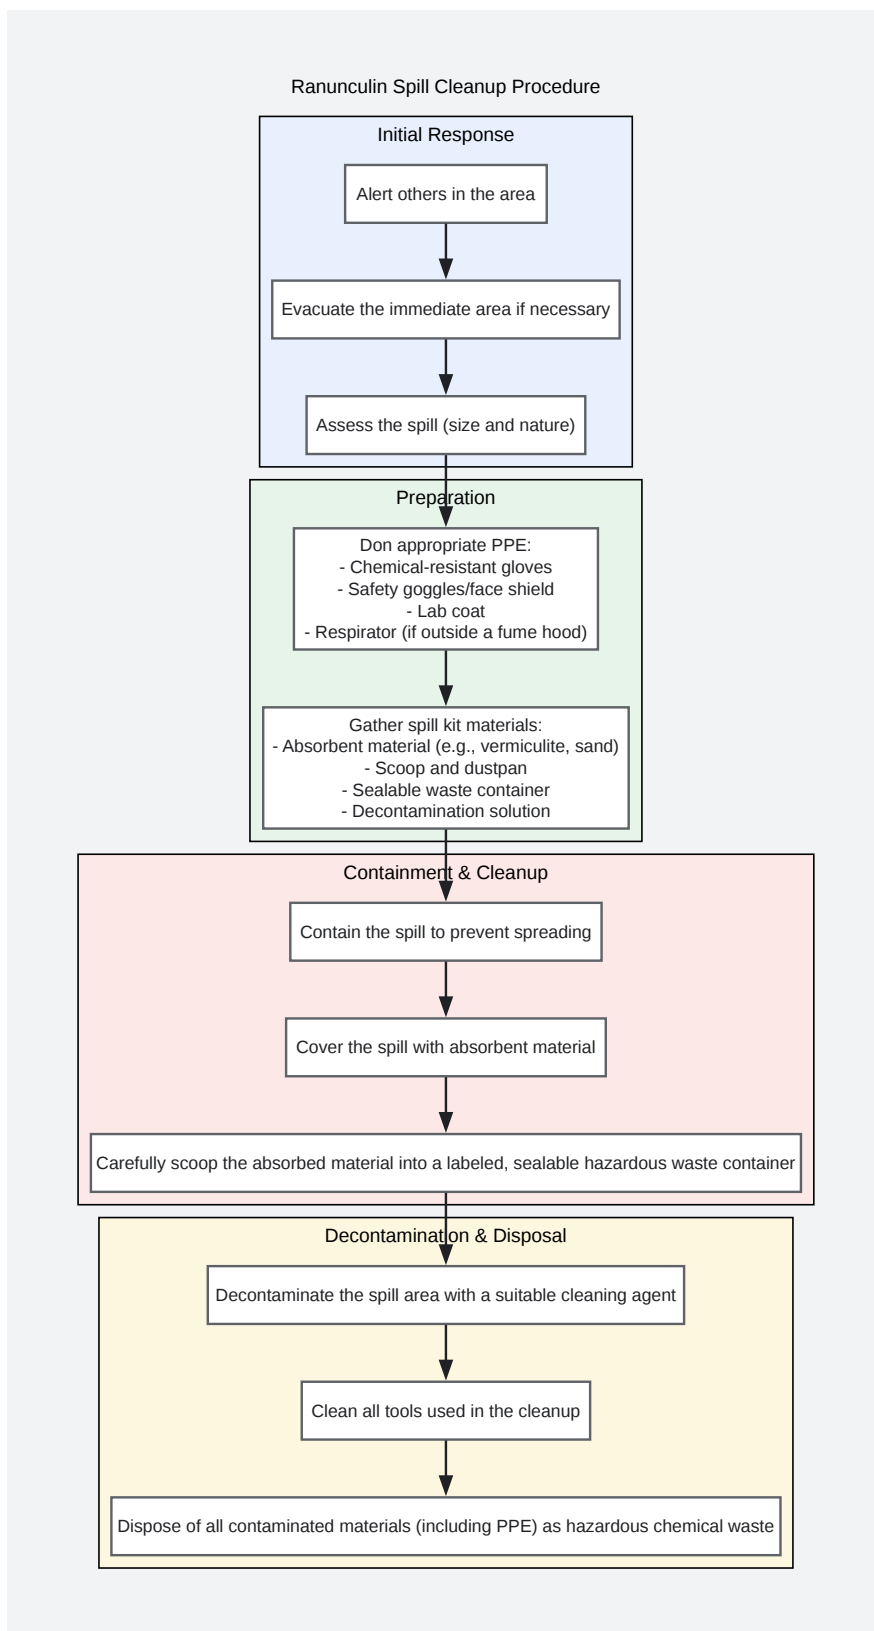 Ranunculin Spill Cleanup Procedure
Initial Response
Alert others in the area
Evacuate the immediate area if necessary
Assess the spill (size and nature)
Preparation
Don appropriate PPE:
- Chemical-resistant gloves
- Safety goggles/face shield
- Lab coat
- Respirator (if outside a fume hood)
Gather spill kit materials:
- Absorbent material (e.g., vermiculite, sand)
- Scoop and dustpan
- Sealable waste container
- Decontamination solution
Containment & Cleanup
Contain the spill to prevent spreading
Cover the spill with absorbent material
Carefully scoop the absorbed material into a labeled, sealable hazardous waste container
Decontamination & Disposal
Decontaminate the spill area with a suitable cleaning agent
Clean all tools used in the cleanup
Dispose of all contaminated materials (including PPE) as hazardous chemical waste